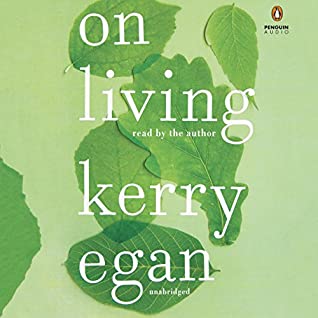 on
PENGUIN
AUDIO
living
read by the author
kerry
egan
unabridged